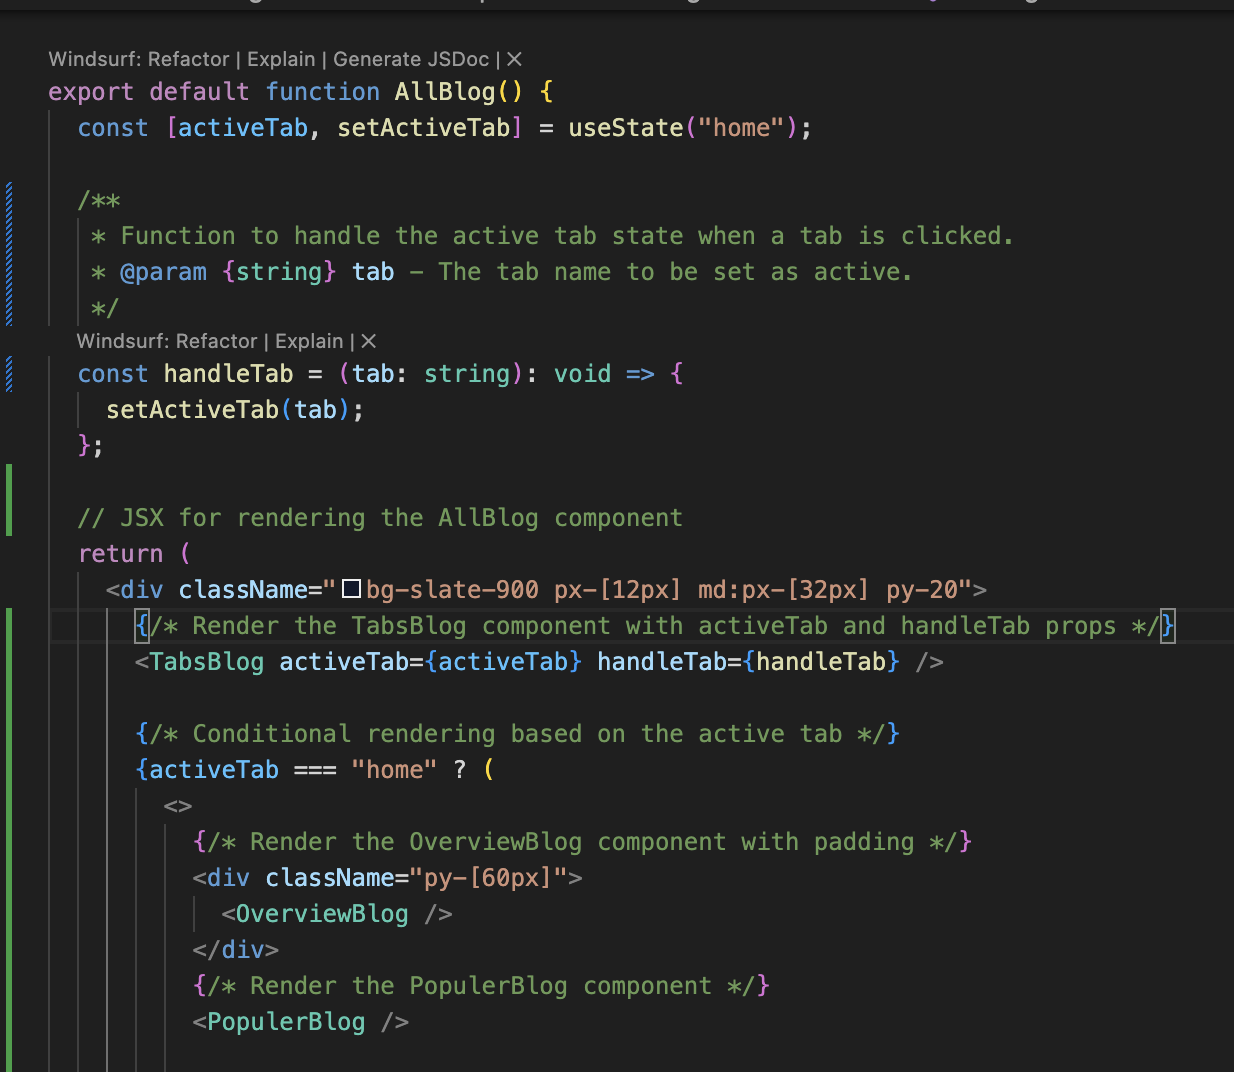 Windsurf: Refactor | Explain | Generate JSDoc | ✕
export default function AllBlog() {
  const [activeTab, setActiveTab] = useState("home");
  /**
   * Function to handle the active tab state when a tab is clicked.
   * @param {string} tab - The tab name to be set as active.
   */
  Windsurf: Refactor | Explain | ✕
  const handleTab = (tab: string): void => {
    setActiveTab(tab);
  };
  // JSX for rendering the AllBlog component
  return (
    <div className="bg-slate-900 px-[12px] md:px-[32px] py-20">
      {/* Render the TabsBlog component with activeTab and handleTab props */}
      <TabsBlog activeTab={activeTab} handleTab={handleTab} />
      {/* Conditional rendering based on the active tab */}
      {activeTab === "home" ? (
        <>
          {/* Render the OverviewBlog component with padding */}
          <div className="py-[60px]">
            <OverviewBlog />
          </div>
          {/* Render the PopulerBlog component */}
          <PopulerBlog />